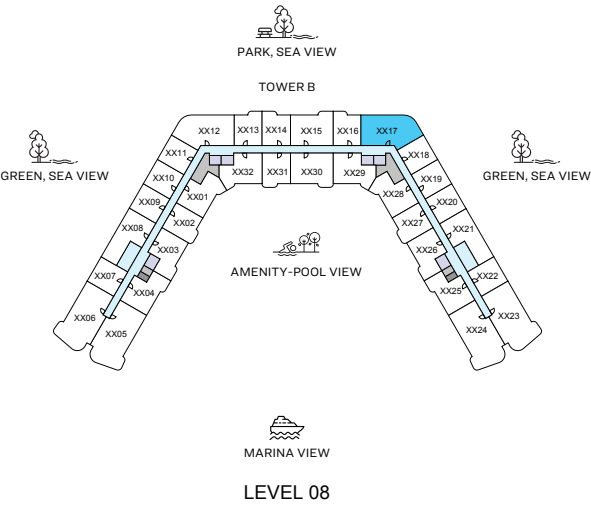 PARK, SEA VIEW
TOWER B
XX12
XX13
XX14
XX15
XX16
XX17
XX11
XX32
XX31
XX30
XX29
XX18
GREEN, SEA VIEW
XX10
XX01
XX28
XX19
GREEN, SEA VIEW
XX09
XX02
XX27
XX20
XX08
XX03
XX26
XX21
AMENITY-POOL VIEW
XX07
XX04
XX25
XX22
XX06
XX05
XX24
XX23
MARINA VIEW
LEVEL 08